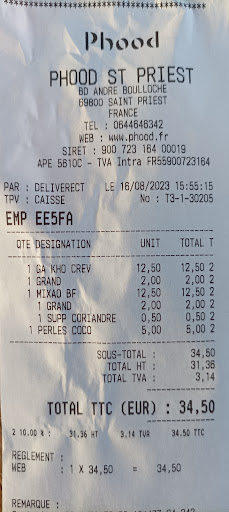 Phood
PHOOD ST PRIEST
BD ANDRE BOULLOCHE
69800 SAINT PRIEST
FRANCE
TEL : 0644646342
WEB : www.phood.fr
SIRET : 900 723 164 00019
APE 5610C - TVA Intra FR55900723164
PAR : DELIVERECT LE 16/08/2023 15:55:15
TPV : CAISSE No : T3-1-30205
EMP EE5FA
QTE DESIGNATION UNIT TOTAL T
1 GA KHO CREV 12,50 12,50 2
1 GRAND 2,00 2,00 2
1 MIXAO BF 12,50 12,50 2
1 GRAND 2,00 2,00 2
1 SUPP CORIANDRE 0,50 0,50 2
1 PERLES COCO 5,00 5,00 2
SOUS-TOTAL : 34,50
TOTAL HT : 31,36
TOTAL TVA : 3,14
TOTAL TTC (EUR) : 34,50
2 10.00 % : 31,36 HT 3.14 TVA 34.50 TTC
REGLEMENT :
WEB : 1 X 34,50 = 34,50
REMARQUE :